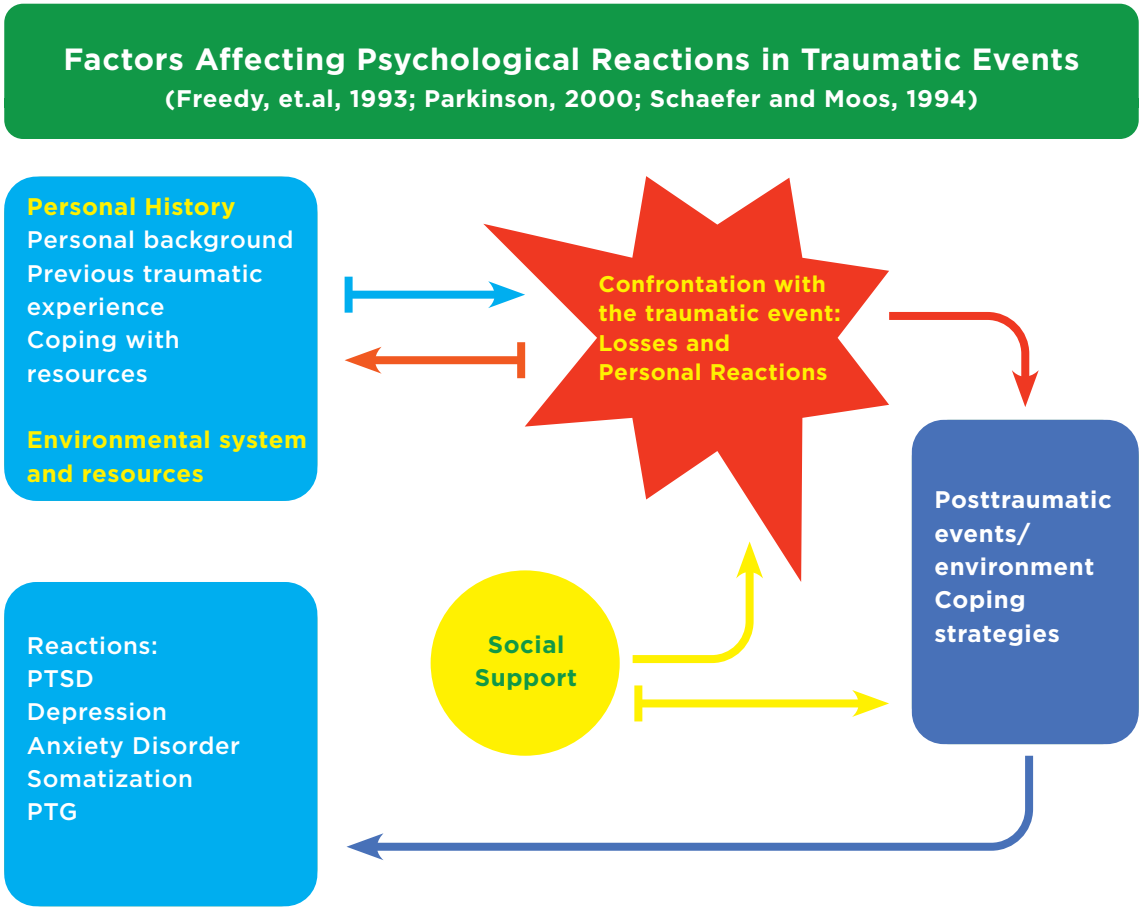 Factors Affecting Psychological Reactions in Traumatic Events
(Freedy, et.al, 1993; Parkinson, 2000; Schaefer and Moos, 1994)
Personal History
Personal background
Previous traumatic
experience
Coping with
resources
Environmental system
and resources
Confrontation with
the traumatic event:
Losses and
Personal Reactions
Posttraumatic
events/
environment
Coping
strategies
Social
Support
Reactions:
PTSD
Depression
Anxiety Disorder
Somatization
PTG